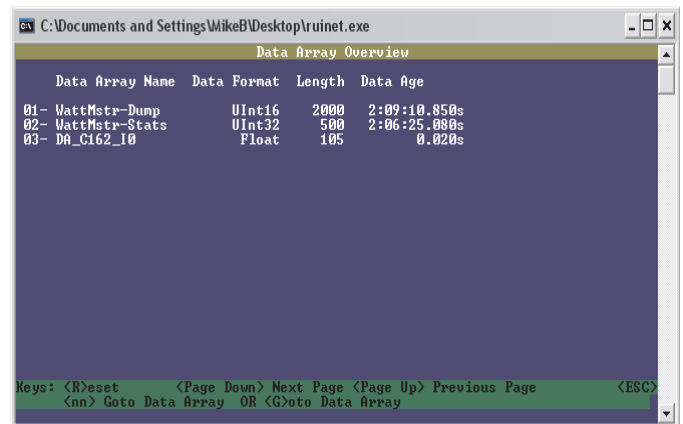 C:\Documents and Settings\MikeB\Desktop\ruinet.exe
Data Array Overview
Data Array Name Data Format Length Data Age
01- WattMstr-Dump UInt16 2000 2:09:10.850s
02- WattMstr-Stats UInt32 500 2:06:25.080s
03- DA_C162_I0 Float 105 0.020s
Keys: <R>eset <Page Down> Next Page <Page Up> Previous Page <ESC>
<nn> Goto Data Array OR <G>oto Data Array